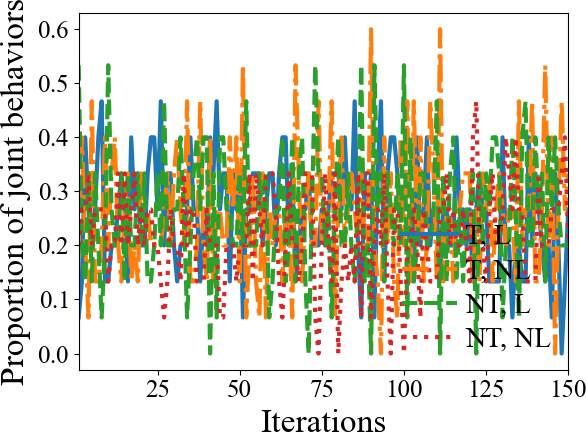 Proportion of joint behaviors
0.6
0.5
0.4
0.3
0.2
0.1
0.0
T, L
T, NL
NT, L
NT, NL
25 50 75 100 125 150
Iterations